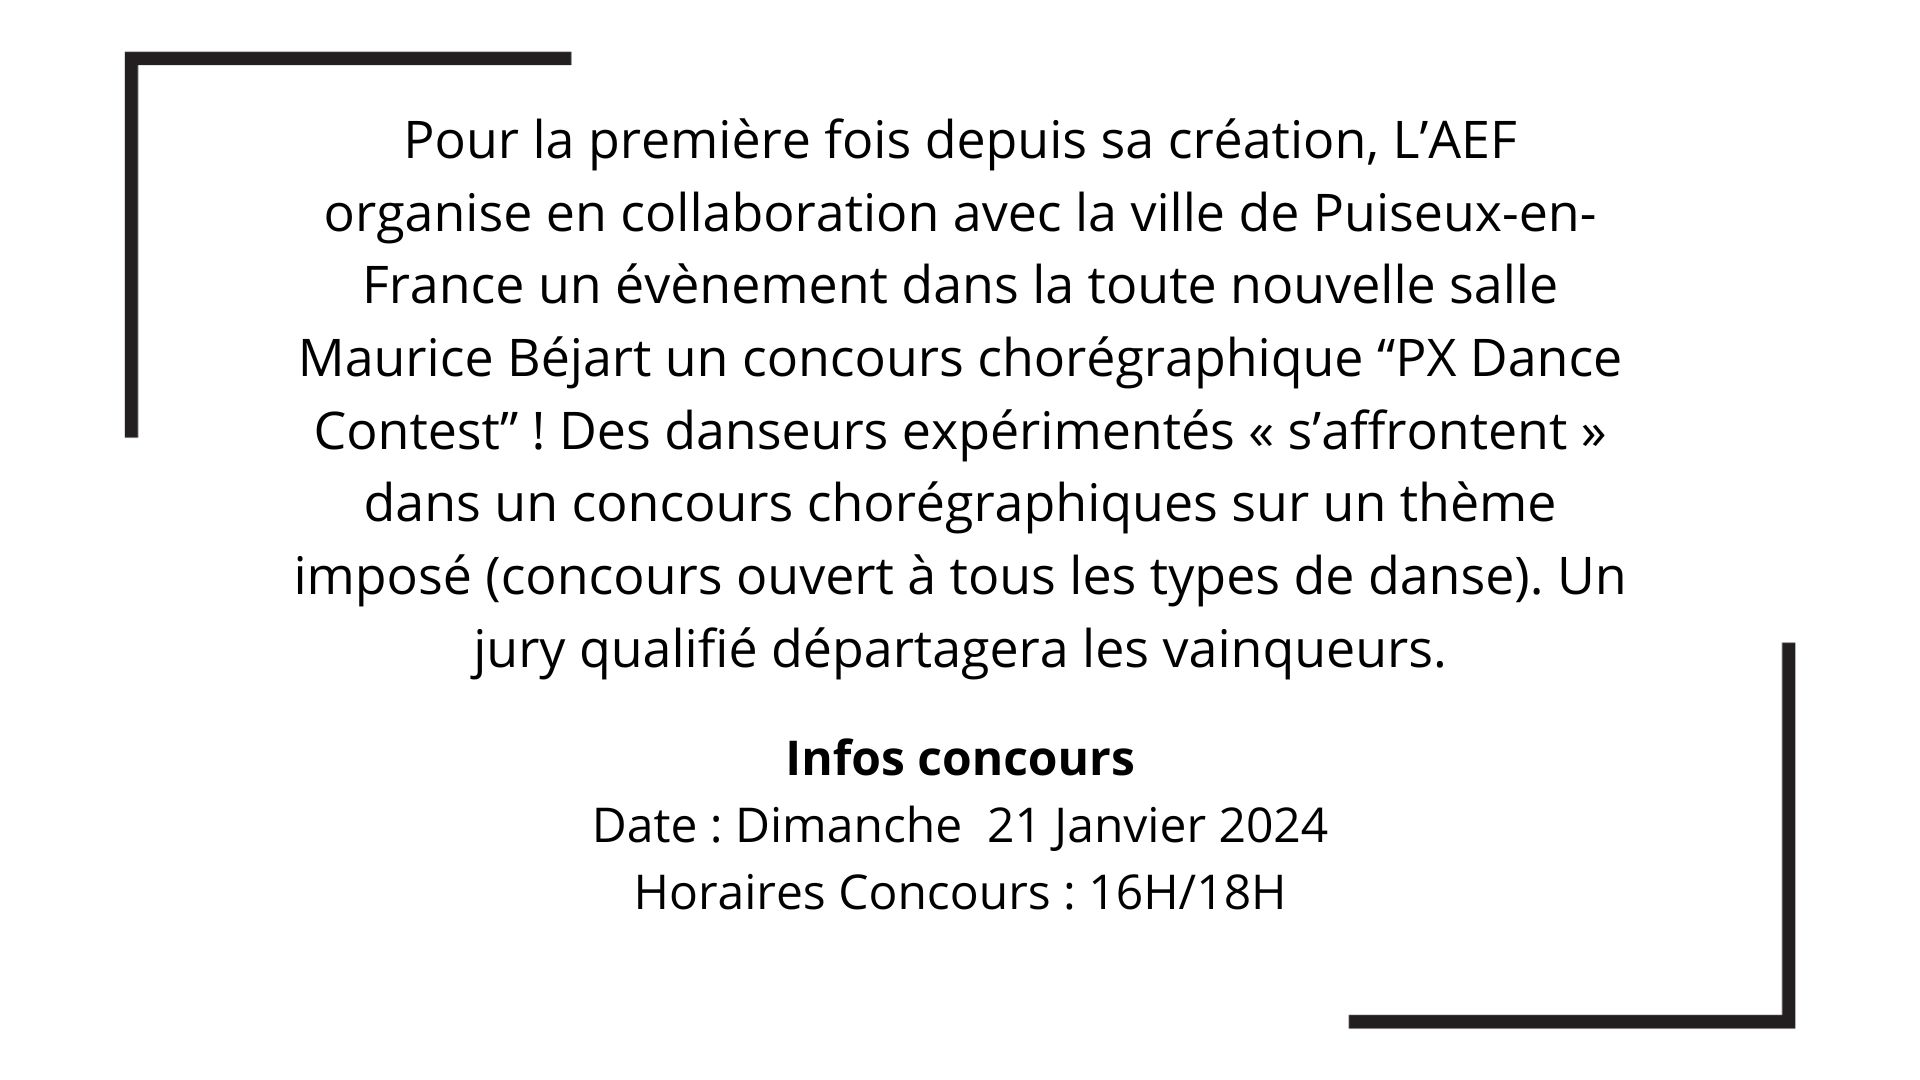 Pour la première fois depuis sa création, L’AEF
organise en collaboration avec la ville de Puiseux-en-
France un évènement dans la toute nouvelle salle
Maurice Béjart un concours chorégraphique “PX Dance
Contest” ! Des danseurs expérimentés « s’affrontent »
dans un concours chorégraphiques sur un thème
imposé (concours ouvert à tous les types de danse). Un
jury qualifié départagera les vainqueurs.
Infos concours
Date : Dimanche  21 Janvier 2024
Horaires Concours : 16H/18H